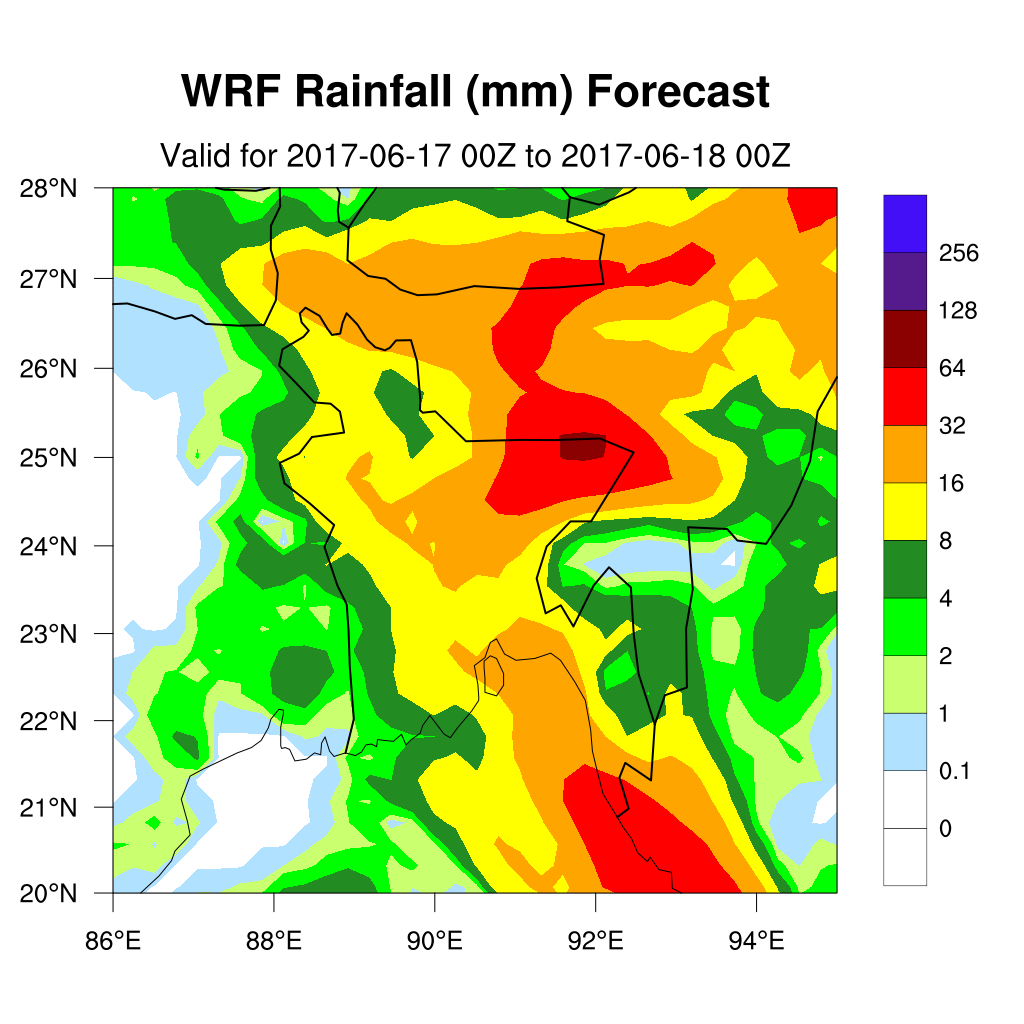 WRF Rainfall (mm) Forecast
Valid for 2017-06-17 00Z to 2017-06-18 00Z
28°N
27°N
26°N
25°N
24°N
23°N
22°N
21°N
20°N
86°E 88°E 90°E 92°E 94°E
256
128
64
32
16
8
4
2
1
0.1
0